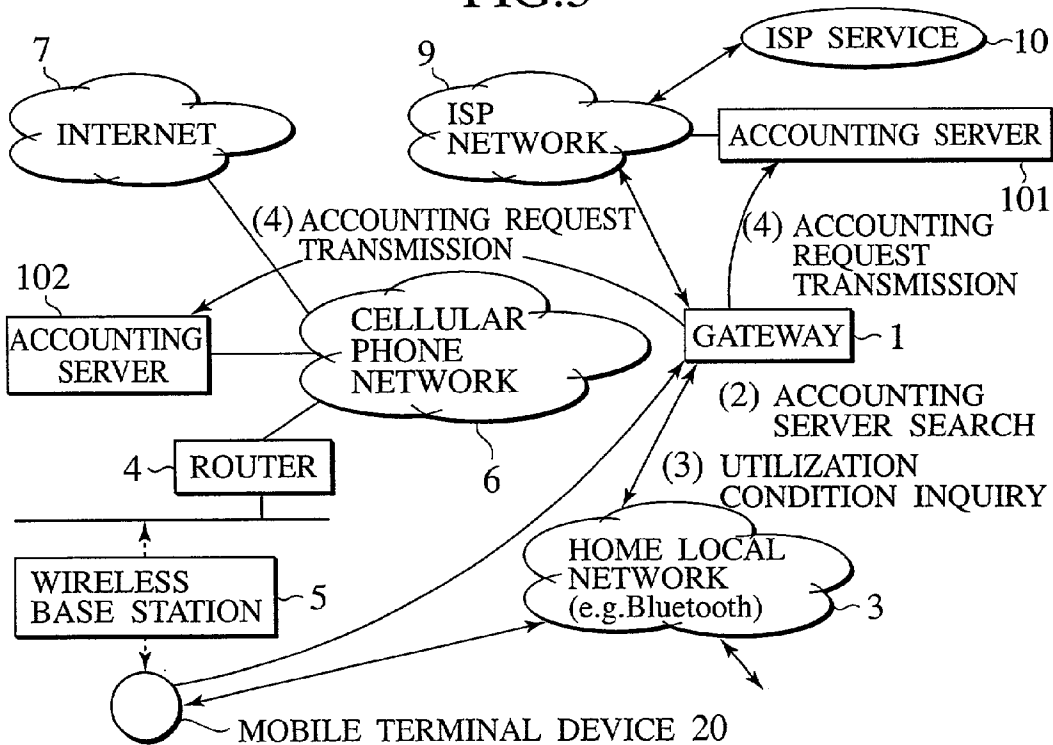 7
INTERNET
9
ISP
NETWORK
ISP SERVICE
10
ACCOUNTING SERVER
101
(4) ACCOUNTING REQUEST
TRANSMISSION
(4) ACCOUNTING
REQUEST
TRANSMISSION
102
ACCOUNTING
SERVER
CELLULAR
PHONE
NETWORK
6
GATEWAY
1
(2) ACCOUNTING
SERVER SEARCH
(3) UTILIZATION
CONDITION INQUIRY
4
ROUTER
WIRELESS
BASE STATION
5
HOME LOCAL
NETWORK
(e.g.Bluetooth)
3
MOBILE TERMINAL DEVICE 20